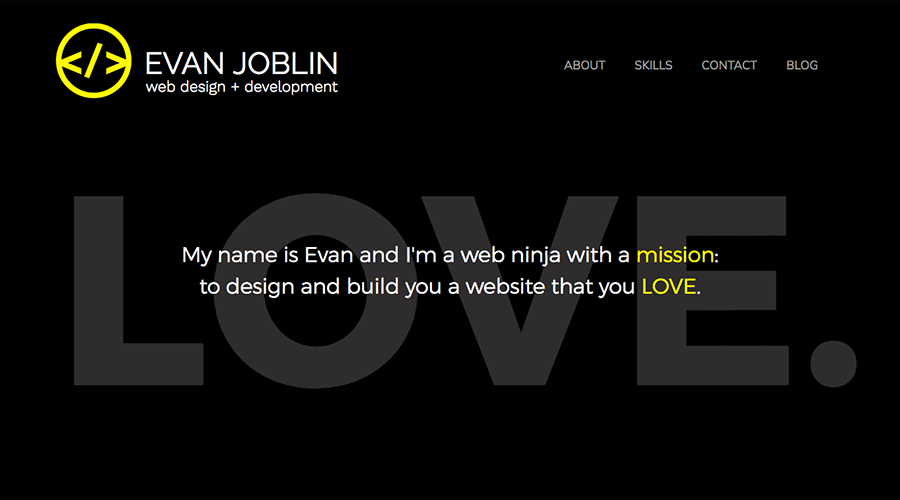 </>
EVAN JOBLIN
web design + development
ABOUT SKILLS CONTACT BLOG
LOVE.
My name is Evan and I'm a web ninja with a mission:
to design and build you a website that you LOVE.